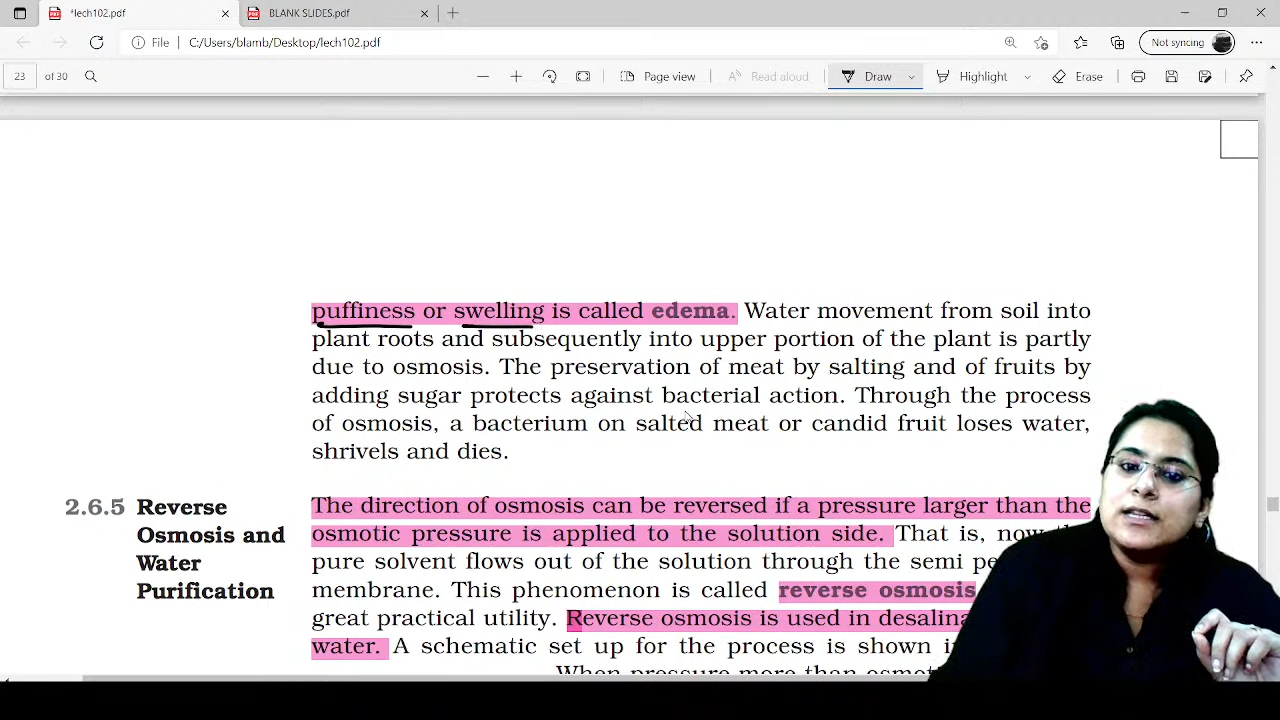 *lech102.pdf
BLANK SLIDES.pdf
File
C:/Users/blamb/Desktop/lech102.pdf
Not syncing
23 of 30
Page view
Read aloud
Draw
Highlight
Erase
puffiness or swelling is called edema. Water movement from soil into
plant roots and subsequently into upper portion of the plant is partly
due to osmosis. The preservation of meat by salting and of fruits by
adding sugar protects against bacterial action. Through the process
of osmosis, a bacterium on salted meat or candid fruit loses water,
shrivels and dies.
2.6.5 Reverse
Osmosis and
Water
Purification
The direction of osmosis can be reversed if a pressure larger than the
osmotic pressure is applied to the solution side. That is, now
pure solvent flows out of the solution through the semi
membrane. This phenomenon is called reverse osmosis
great practical utility. Reverse osmosis is used in
water. A schematic set up for the process is shown
When pressure more than